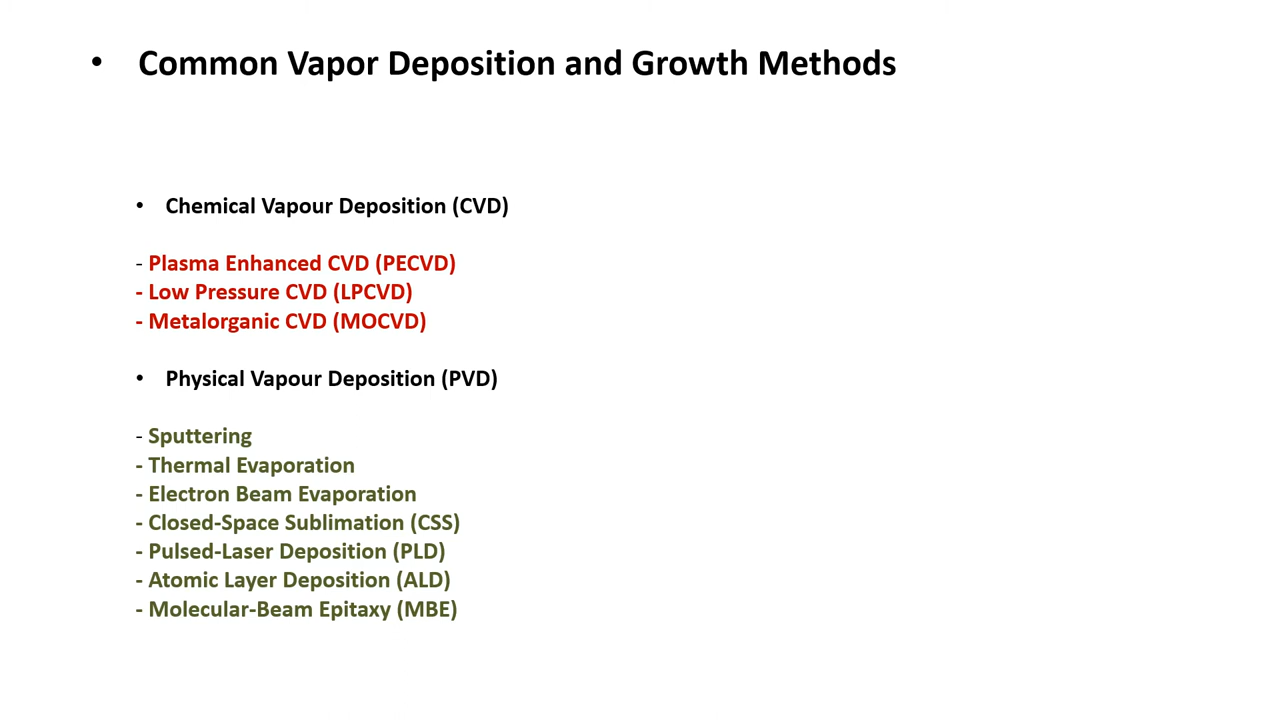 • Common Vapor Deposition and Growth Methods
• Chemical Vapour Deposition (CVD)
- Plasma Enhanced CVD (PECVD)
- Low Pressure CVD (LPCVD)
- Metalorganic CVD (MOCVD)
• Physical Vapour Deposition (PVD)
- Sputtering
- Thermal Evaporation
- Electron Beam Evaporation
- Closed-Space Sublimation (CSS)
- Pulsed-Laser Deposition (PLD)
- Atomic Layer Deposition (ALD)
- Molecular-Beam Epitaxy (MBE)